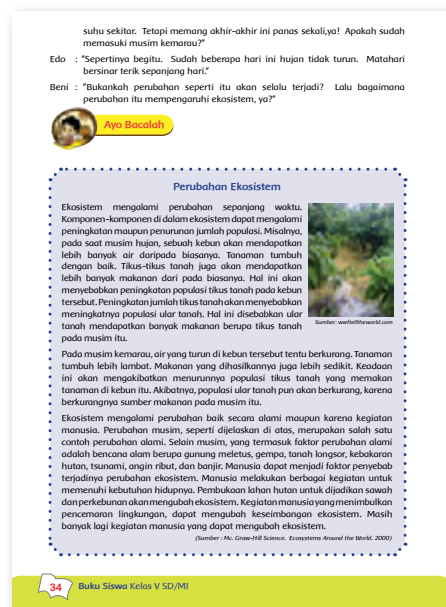 suhu sekitar. Tetapi memang akhir-akhir ini panas sekali,ya! Apakah sudah
memasuki musim kemarau?"
Edo : "Sepertinya begitu. Sudah beberapa hari ini hujan tidak turun. Matahari
bersinar terik sepanjang hari."
Beni : "Bukankah perubahan seperti itu akan selalu terjadi? Lalu bagaimana
perubahan itu mempengaruhi ekosistem, ya?"
Ayo Bacalah
Perubahan Ekosistem
Ekosistem mengalami perubahan sepanjang waktu.
Komponen-komponen di dalam ekosistem dapat mengalami
peningkatan maupun penurunan jumlah populasi. Misalnya,
pada saat musim hujan, sebuah kebun akan mendapatkan
lebih banyak air daripada biasanya. Tanaman tumbuh
dengan baik. Tikus-tikus tanah juga akan mendapatkan
lebih banyak makanan dari pada biasanya. Hal ini akan
menyebabkan peningkatan populasi tikus tanah pada kebun
tersebut. Peningkatan jumlah tikus tanah akan menyebabkan
meningkatnya populasi ular tanah. Hal ini disebabkan ular
tanah mendapatkan banyak makanan berupa tikus tanah
pada musim itu.
Sumber: wwftelltheworld.com
Pada musim kemarau, air yang turun di kebun tersebut tentu berkurang. Tanaman
tumbuh lebih lambat. Makanan yang dihasilkannya juga lebih sedikit. Keadaan
ini akan mengakibatkan menurunnya populasi tikus tanah yang memakan
tanaman di kebun itu. Akibatnya, populasi ular tanah pun akan berkurang, karena
berkurangnya sumber makanan pada musim itu.
Ekosistem mengalami perubahan baik secara alami maupun karena kegiatan
manusia. Perubahan musim, seperti dijelaskan di atas, merupakan salah satu
contoh perubahan alami. Selain musim, yang termasuk faktor perubahan alami
adalah bencana alam berupa gunung meletus, gempa, tanah longsor, kebakaran
hutan, tsunami, angin ribut, dan banjir. Manusia dapat menjadi faktor penyebab
terjadinya perubahan ekosistem. Manusia melakukan berbagai kegiatan untuk
memenuhi kebutuhan hidupnya. Pembukaan lahan hutan untuk dijadikan sawah
dan perkebunan akan mengubah ekosistem. Kegiatan manusia yang menimbulkan
pencemaran lingkungan, dapat mengubah keseimbangan ekosistem. Masih
banyak lagi kegiatan manusia yang dapat mengubah ekosistem.
(Sumber : Mc. Graw-Hill Science. Ecosystems Around the World. 2000)
34 Buku Siswa Kelas V SD/MI